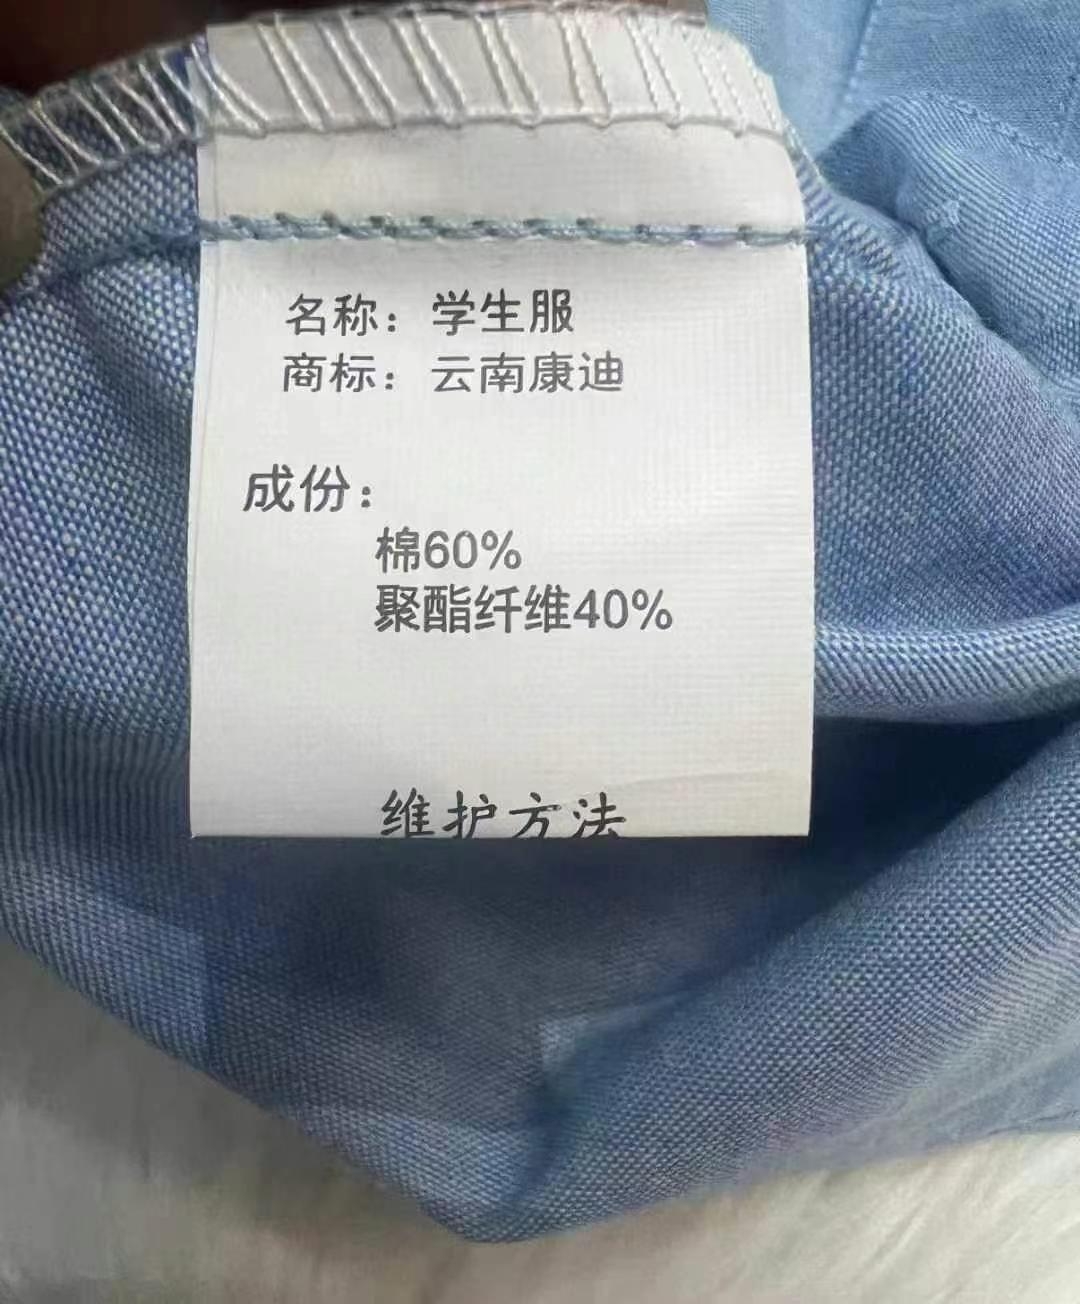 名称：学生服
商标：云南康迪
成份：
棉60%
聚酯纤维40%
维护方法